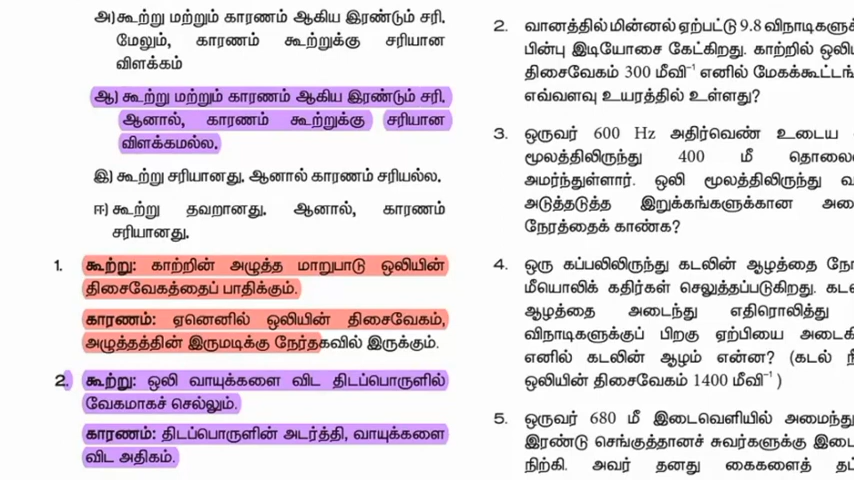 அ) கூற்று மற்றும் காரணம் ஆகிய இரண்டும் சரி.
மேலும், காரணம் கூற்றுக்கு சரியான
விளக்கம்
ஆ) கூற்று மற்றும் காரணம் ஆகிய இரண்டும் சரி.
ஆனால், காரணம் கூற்றுக்கு சரியான
விளக்கமல்ல.
இ) கூற்று சரியானது. ஆனால் காரணம் சரியல்ல.
ஈ) கூற்று தவறானது. ஆனால், காரணம்
சரியானது.
1. கூற்று: காற்றின் அழுத்த மாறுபாடு ஒலியின்
திசைவேகத்தைப் பாதிக்கும்.
காரணம்: ஏனெனில் ஒலியின் திசைவேகம்,
அழுத்தத்தின் இருமடிக்கு நேர்தகவில் இருக்கும்.
2. கூற்று: ஒலி வாயுக்களை விட திடப்பொருளில்
வேகமாகச் செல்லும்.
காரணம்: திடப்பொருளின் அடர்த்தி, வாயுக்களை
விட அதிகம்.
2. வானத்தில் மின்னல் ஏற்பட்டு 9.8 விநாடிகளுக்
பின்பு இடியோசை கேட்கிறது. காற்றில்
திசைவேகம் 300 மீவி⁻¹ எனில் மேகக்கூட்டங்
எவ்வளவு உயரத்தில் உள்ளது?
3. ஒருவர் 600 Hz அதிர்வெண் உடைய
மூலத்திலிருந்து 400 மீ
அமர்ந்துள்ளார். ஒலி மூலத்திலிருந்து
அடுத்தடுத்த இறுக்கங்களுக்கான
நேரத்தைக் காண்க?
4. ஒரு கப்பலிலிருந்து கடலின் ஆழத்தை
மீயொலிக் கதிர்கள் செலுத்தப்படுகிறது.
ஆழத்தை அடைந்து எதிரொலித்து
விநாடிகளுக்குப் பிறகு ஏற்பியை
எனில் கடலின் ஆழம் என்ன? (கடல்
ஒலியின் திசைவேகம் 1400 மீவி⁻¹)
5. ஒருவர் 680 மீ இடைவெளியில்
இரண்டு செங்குத்தானச் சுவர்களுக்கு
நிற்கி. அவர் தனது கைகளைத்